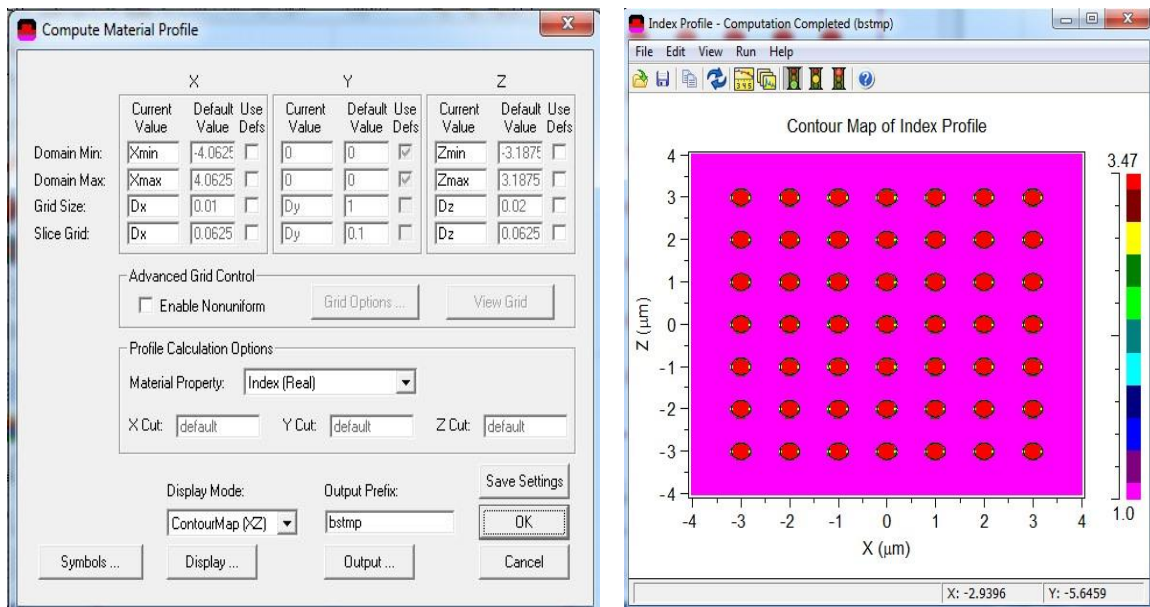 Compute Material Profile
X
Y
Z
Current Value
Default Value
Use Defs
Current Value
Default Value
Use Defs
Current Value
Default Value
Use Defs
Domain Min: Xmin -4.0625 0 0 Zmin -3.1875
Domain Max: Xmax 4.0625 0 0 Zmax 3.1875
Grid Size: Dx 0.01 Dy 1 Dz 0.02
Slice Grid: Dx 0.0625 Dy 0.1 Dz 0.0625
Advanced Grid Control
Enable Nonuniform
Grid Options ...
View Grid
Profile Calculation Options
Material Property: Index (Real)
X Cut: default Y Cut: default Z Cut: default
Display Mode:
Output Prefix:
Save Settings
ContourMap (XZ)
bstmp
OK
Symbols ...
Display ...
Output ...
Cancel
Index Profile - Computation Completed (bstmp)
File Edit View Run Help
Contour Map of Index Profile
4
3
2
1
0
-1
-2
-3
-4
Z (μm)
-4 -3 -2 -1 0 1 2 3 4
X (μm)
3.47
1.0
X: -2.9396 Y: -5.6459